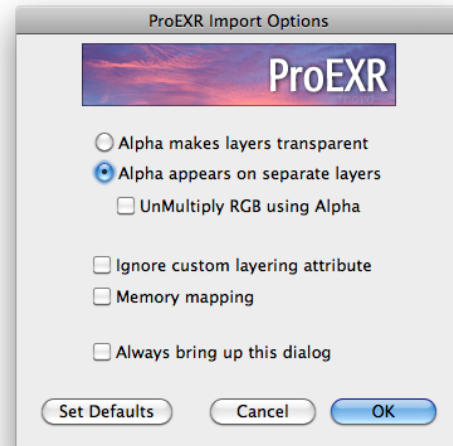 ProEXR Import Options
ProEXR
Alpha makes layers transparent
Alpha appears on separate layers
UnMultiply RGB using Alpha
Ignore custom layering attribute
Memory mapping
Always bring up this dialog
Set Defaults
Cancel
OK